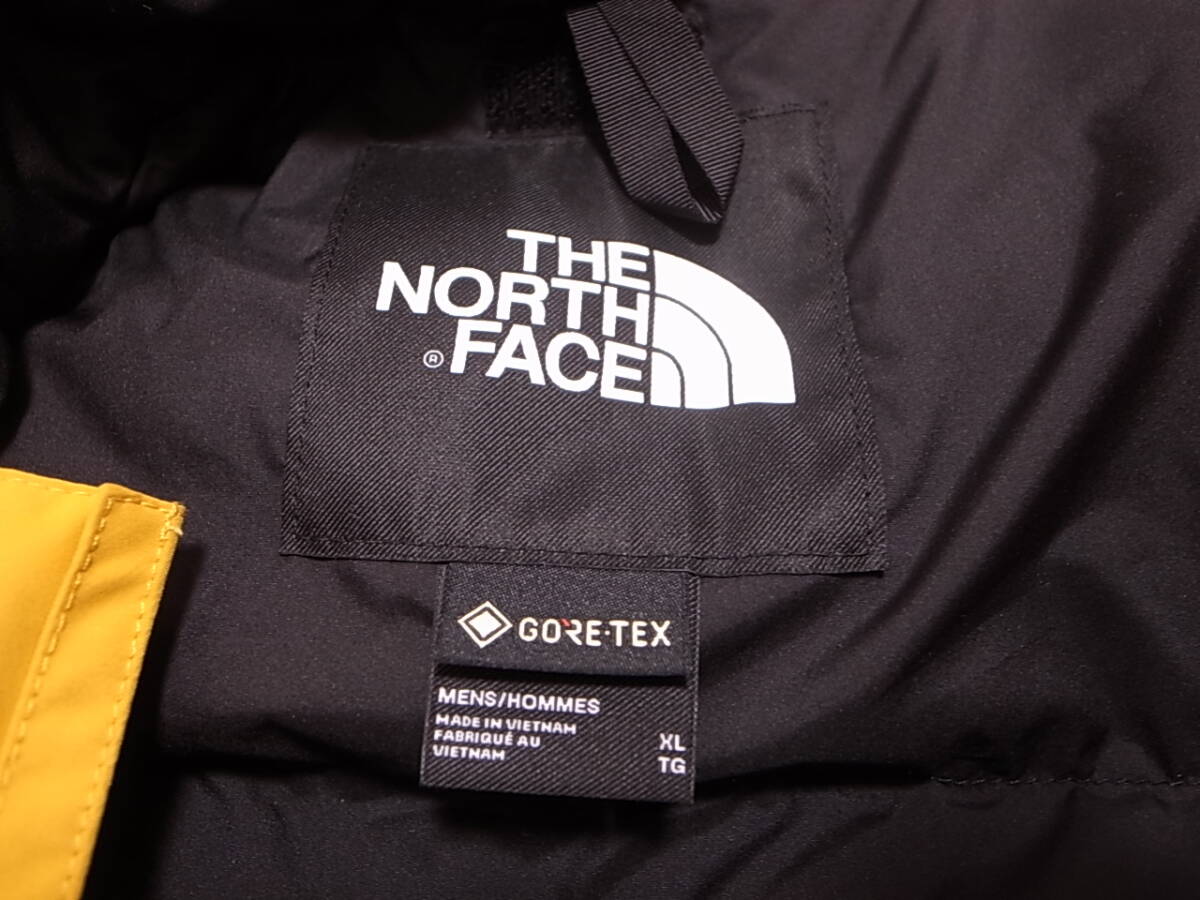 THE
NORTH
® FACE
GORE-TEX
MENS/HOMMES
MADE IN VIETNAM
FABRIQUÉ AU
VIETNAM
XL
TG